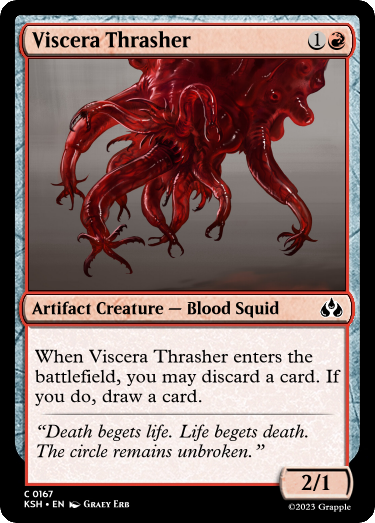 Viscera Thrasher 1
Artifact Creature — Blood Squid
When Viscera Thrasher enters the
battlefield, you may discard a card. If
you do, draw a card.
“Death begets life. Life begets death.
The circle remains unbroken.”
2/1
C 0167
KSH • EN Graey Erb
©2023 Grapple